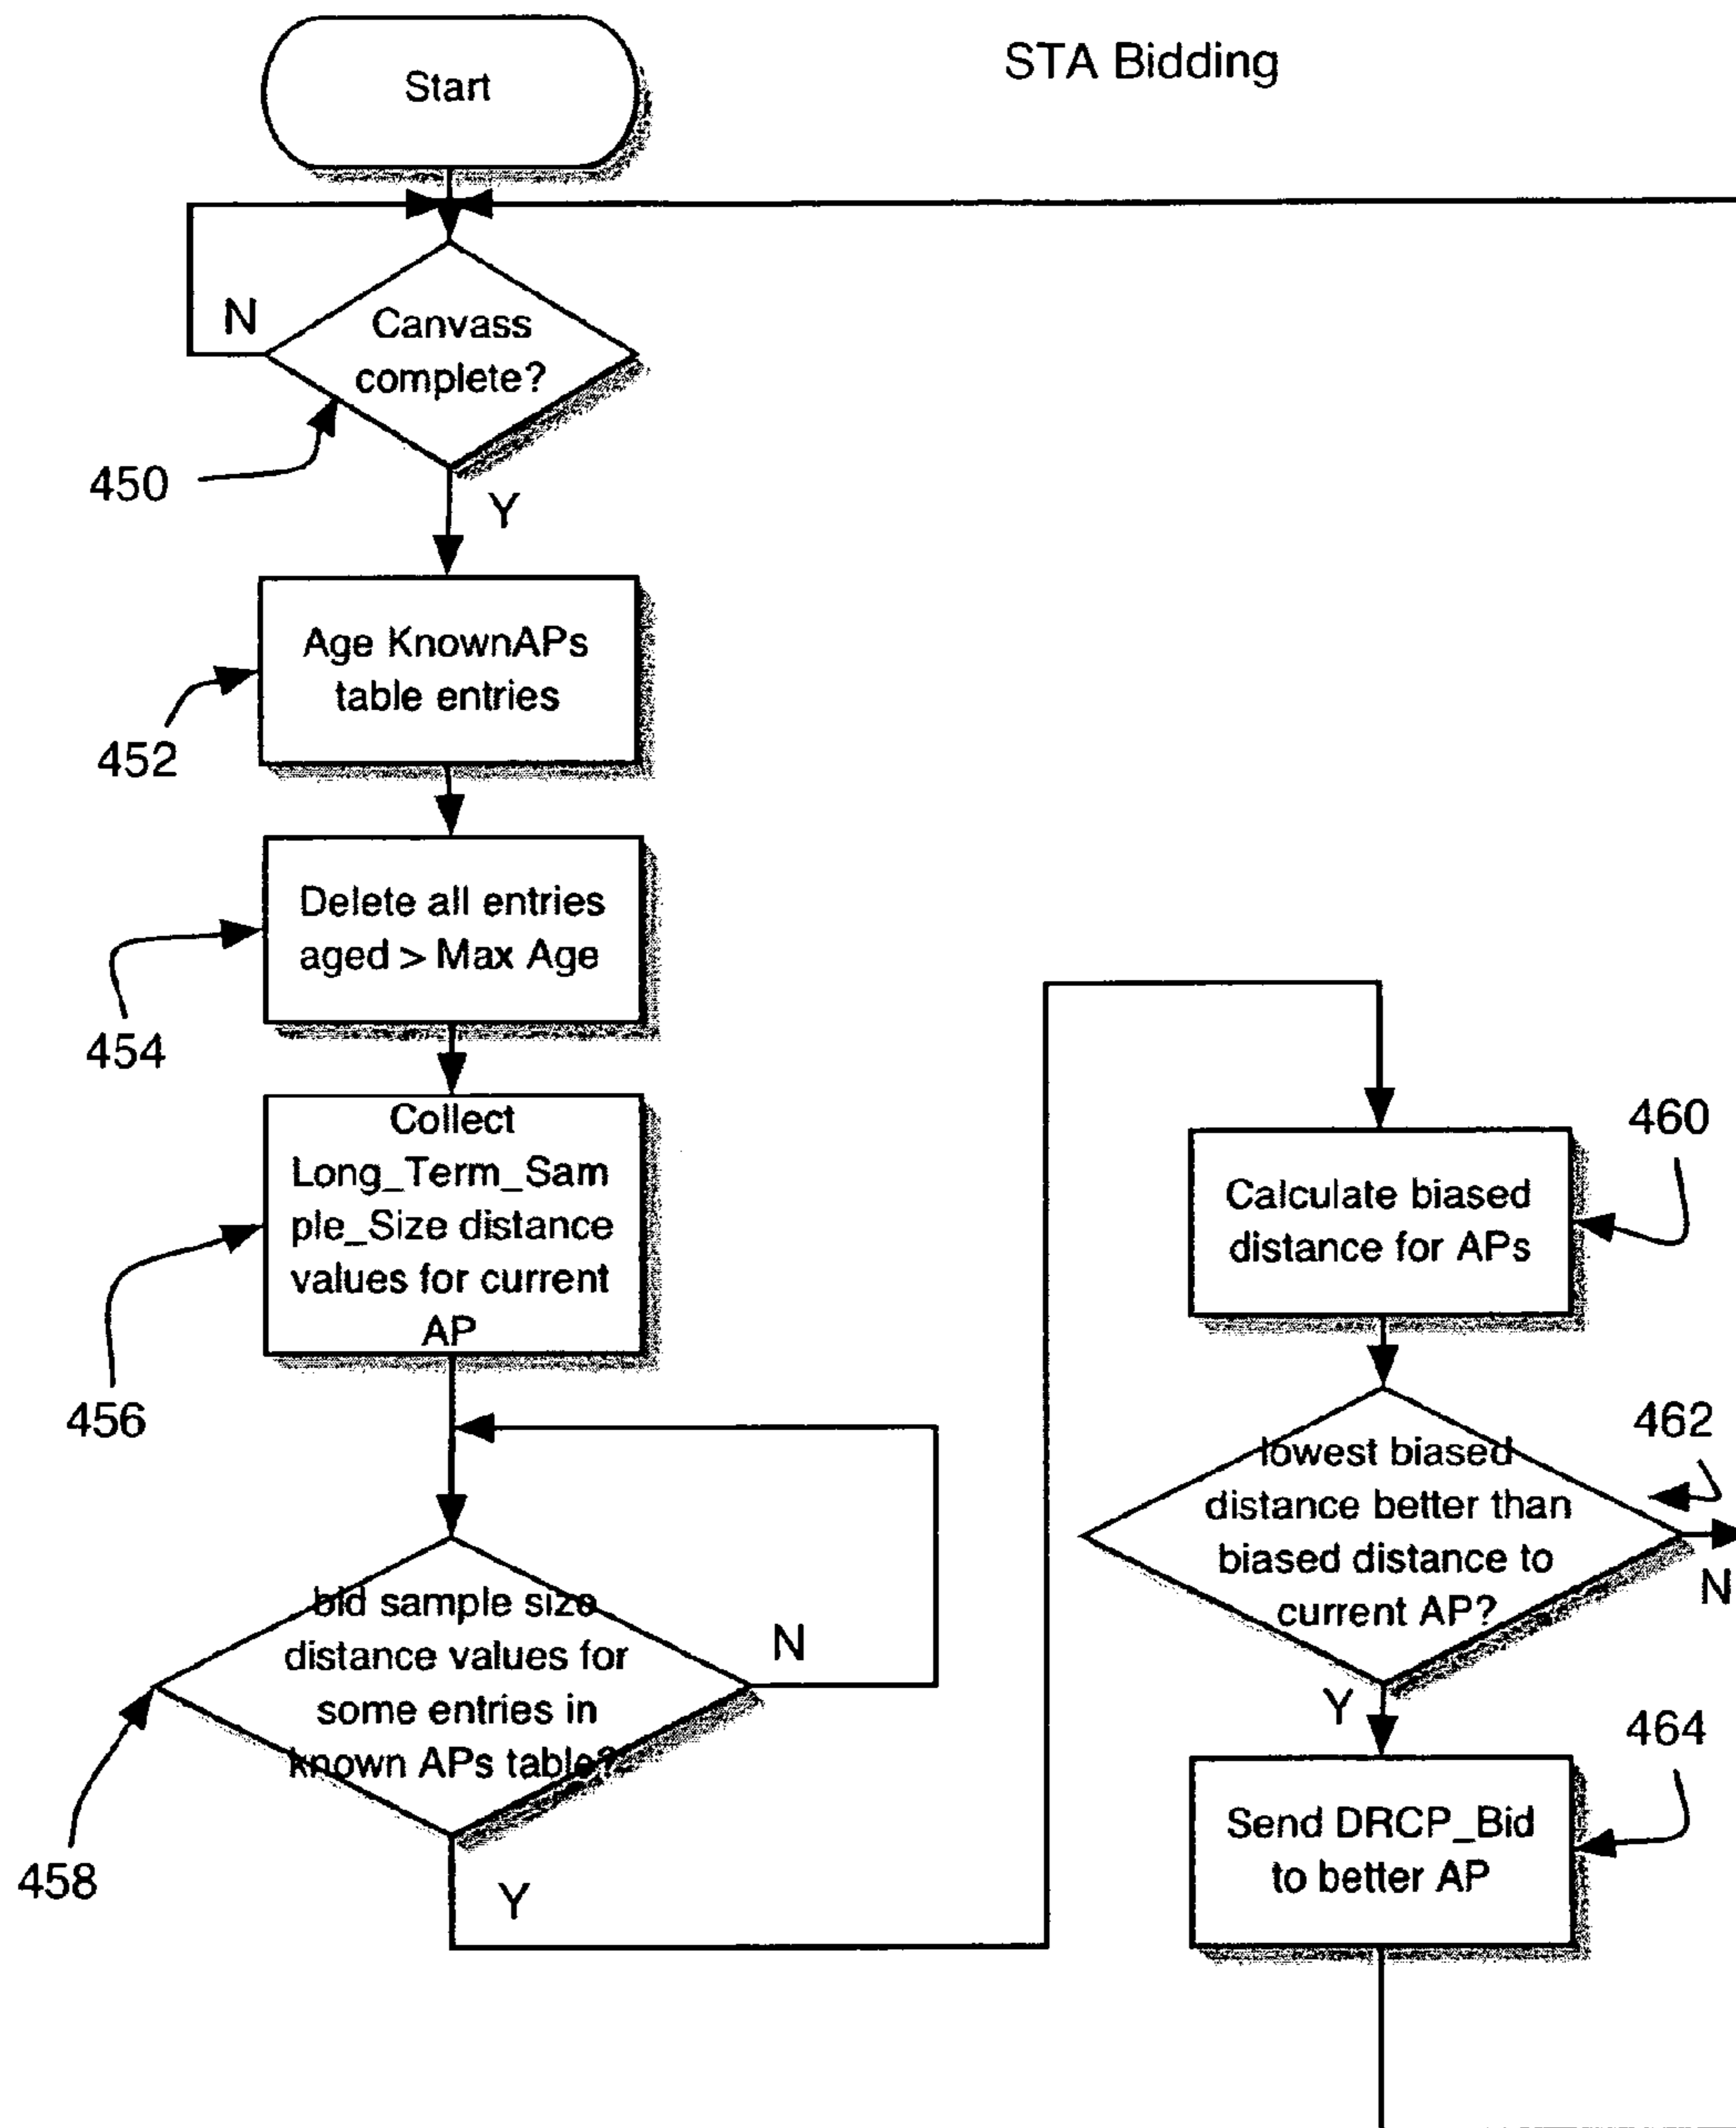 STA Bidding
Start
Canvass
complete?
N
450
Y
Age KnownAPs
table entries
452
Delete all entries
aged > Max Age
454
Collect
Long_Term_Sam
ple_Size distance
values for current
AP
456
bid sample size
distance values for
some entries in
known APs table?
N
458
Y
460
Calculate biased
distance for APs
462
lowest biased
distance better than
biased distance to
current AP?
N
Y
464
Send DRCP_Bid
to better AP